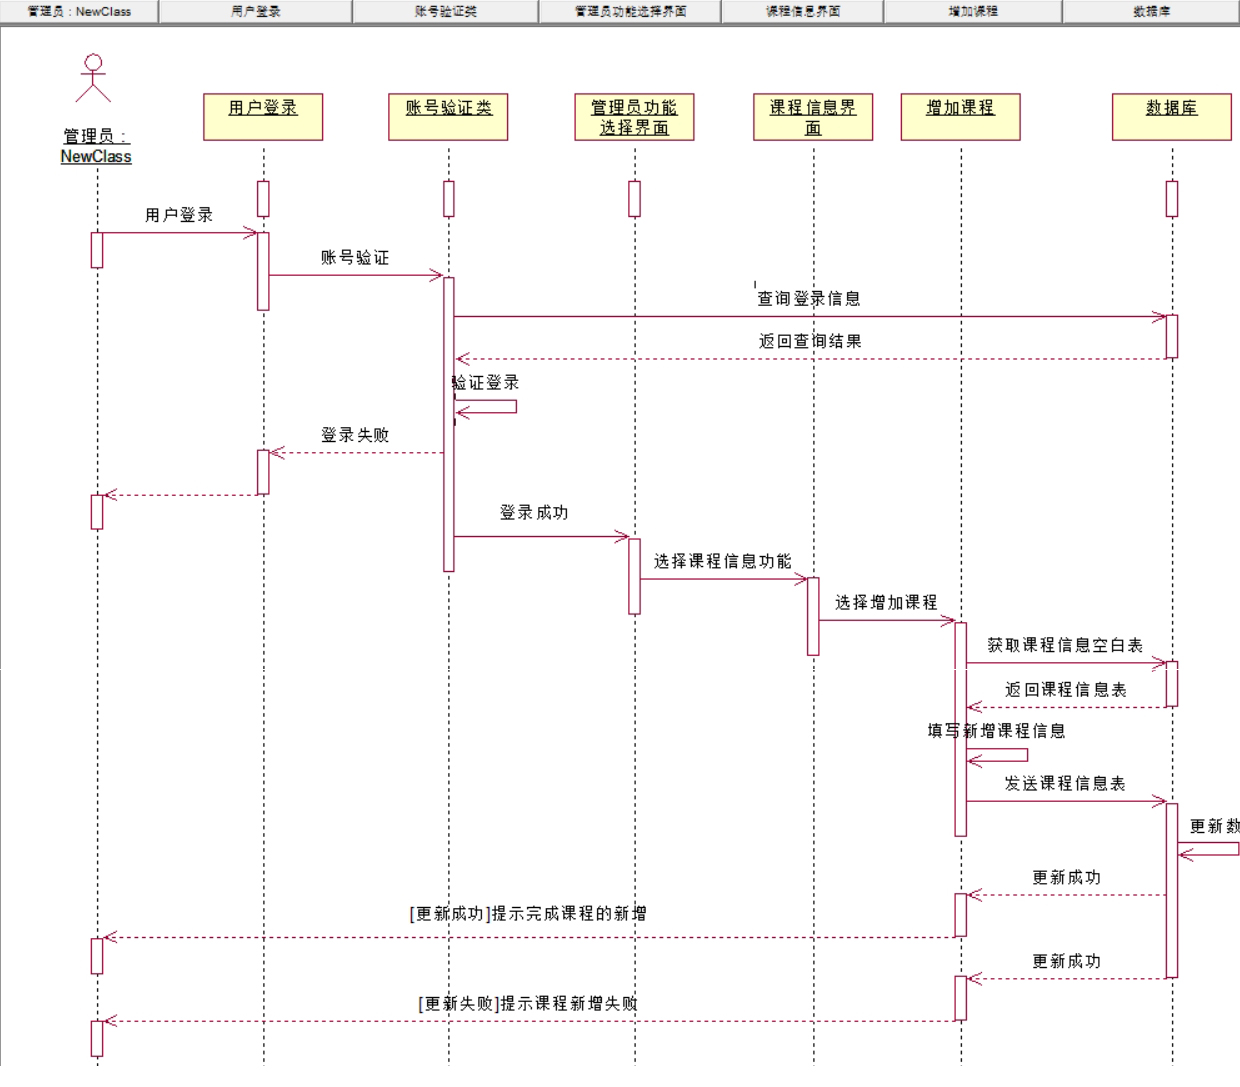 管理员：NewClass
用户登录
账号验证类
管理员功能选择界面
课程信息界面
增加课程
数据库
管理员：
NewClass
用户登录
账号验证类
管理员功能
选择界面
课程信息界
面
增加课程
数据库
用户登录
账号验证
查询登录信息
返回查询结果
验证登录
登录失败
登录成功
选择课程信息功能
选择增加课程
获取课程信息空白表
返回课程信息表
填写新增课程信息
发送课程信息表
更新数
更新成功
[更新成功]提示完成课程的新增
更新成功
[更新失败]提示课程新增失败